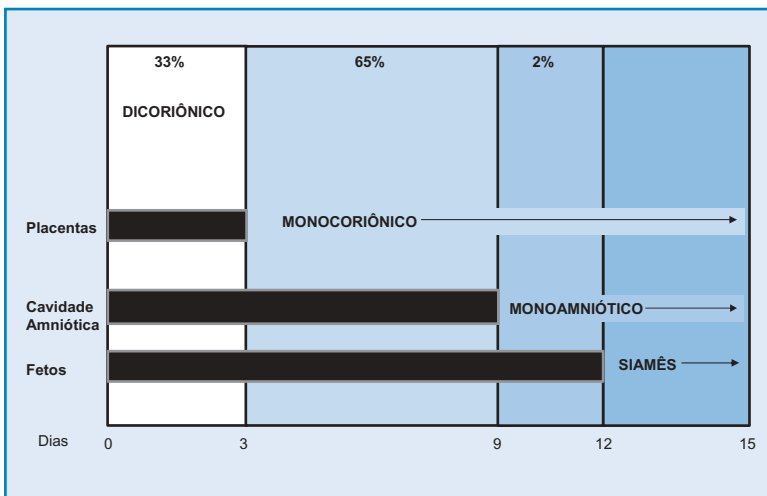 33% 65% 2%
DICORIÔNICO
Placentas
MONOCORIÔNICO
Cavidade
Amniótica
MONOAMNIÓTICO
Fetos
SIAMÊS
Dias 0 3 9 12 15